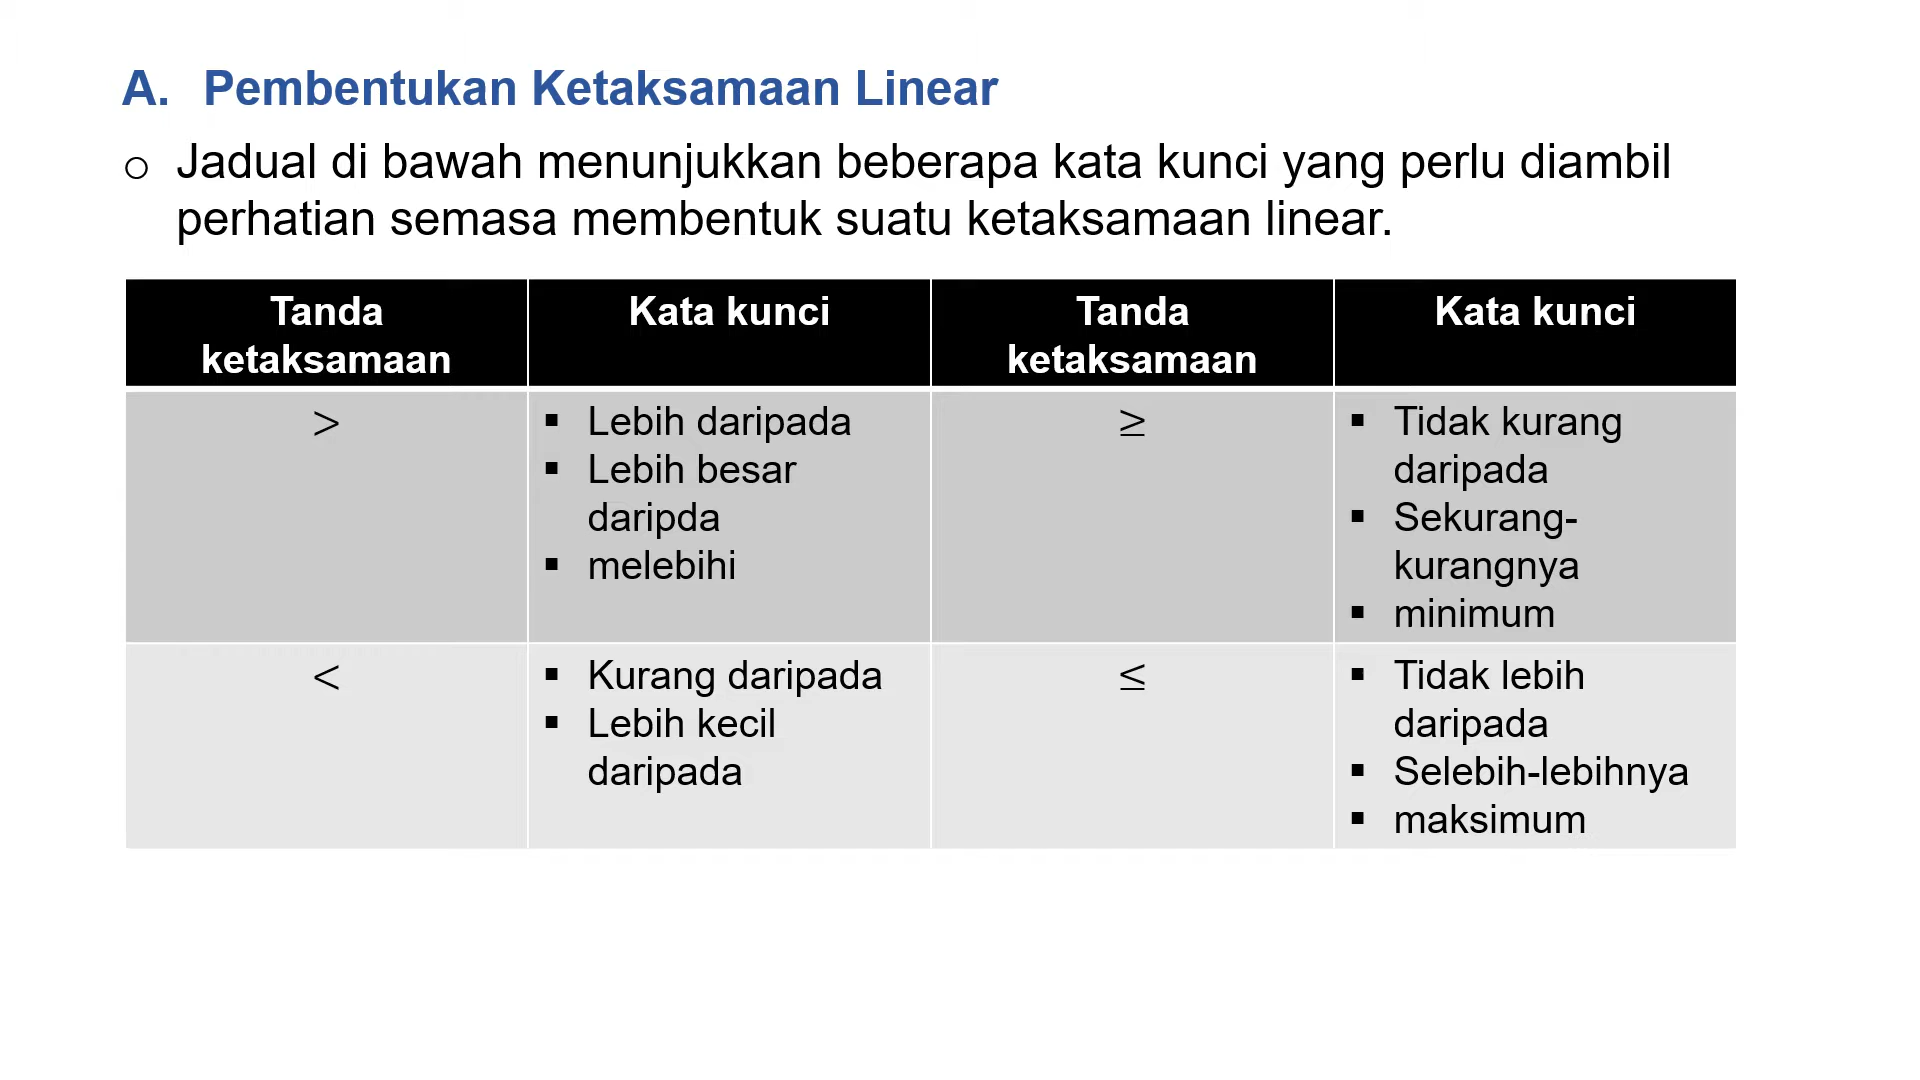 A. Pembentukan Ketaksamaan Linear
o Jadual di bawah menunjukkan beberapa kata kunci yang perlu diambil
perhatian semasa membentuk suatu ketaksamaan linear.
Tanda
ketaksamaan
Kata kunci
Tanda
ketaksamaan
Kata kunci
>
▪ Lebih daripada
▪ Lebih besar
daripda
▪ melebihi
≥
▪ Tidak kurang
daripada
▪ Sekurang-
kurangnya
▪ minimum
<
▪ Kurang daripada
▪ Lebih kecil
daripada
≤
▪ Tidak lebih
daripada
▪ Selebih-lebihnya
▪ maksimum